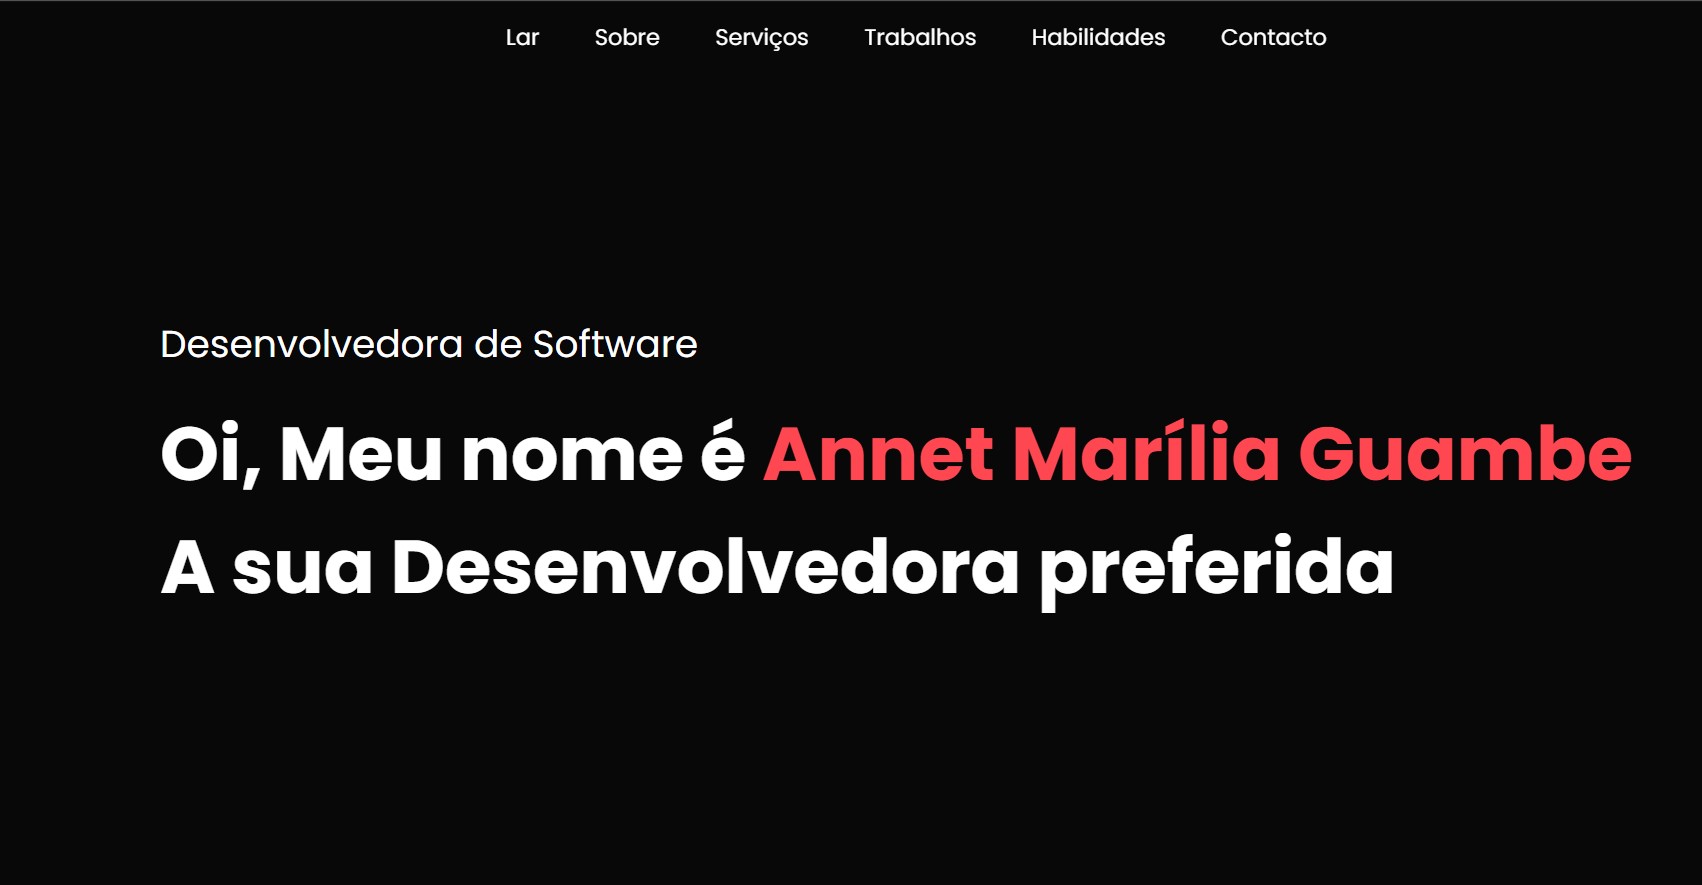 Lar Sobre Serviços Trabalhos Habilidades Contacto
Desenvolvedora de Software
Oi, Meu nome é Annet Marília Guambe
A sua Desenvolvedora preferida